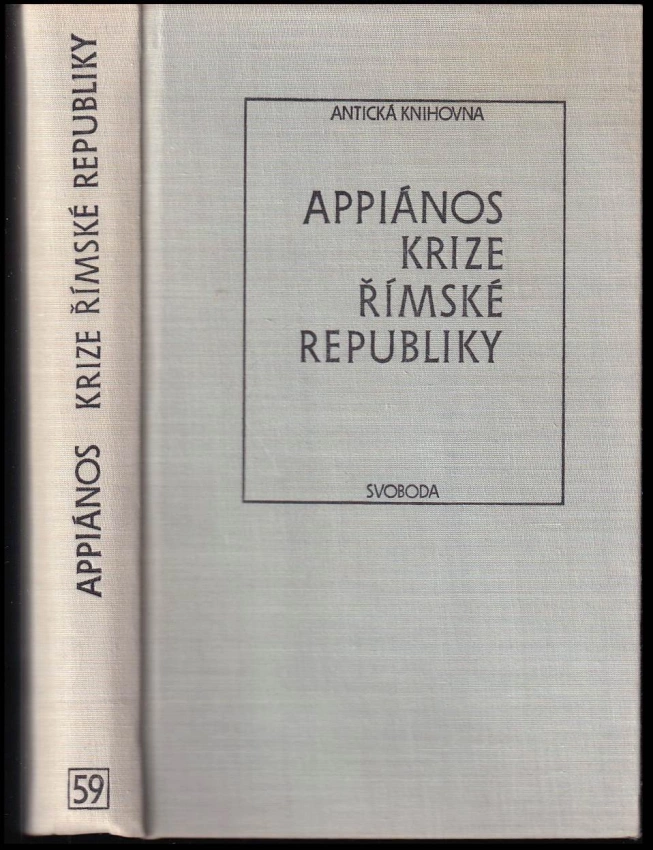 APPIÁNOS KRIZE ŘÍMSKÉ REPUBLIKY
59
ANTICKÁ KNIHOVNA
APPIÁNOS
KRIZE
ŘÍMSKÉ
REPUBLIKY
SVOBODA